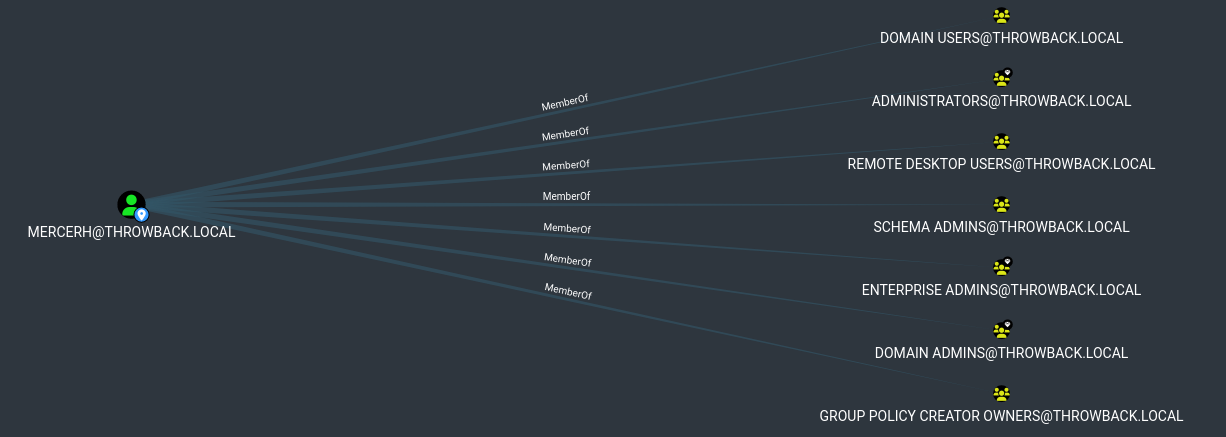 DOMAIN USERS@THROWBACK.LOCAL
MemberOf
ADMINISTRATORS@THROWBACK.LOCAL
MemberOf
REMOTE DESKTOP USERS@THROWBACK.LOCAL
MemberOf
MemberOf
SCHEMA ADMINS@THROWBACK.LOCAL
MERCERH@THROWBACK.LOCAL
MemberOf
MemberOf
ENTERPRISE ADMINS@THROWBACK.LOCAL
MemberOf
DOMAIN ADMINS@THROWBACK.LOCAL
GROUP POLICY CREATOR OWNERS@THROWBACK.LOCAL